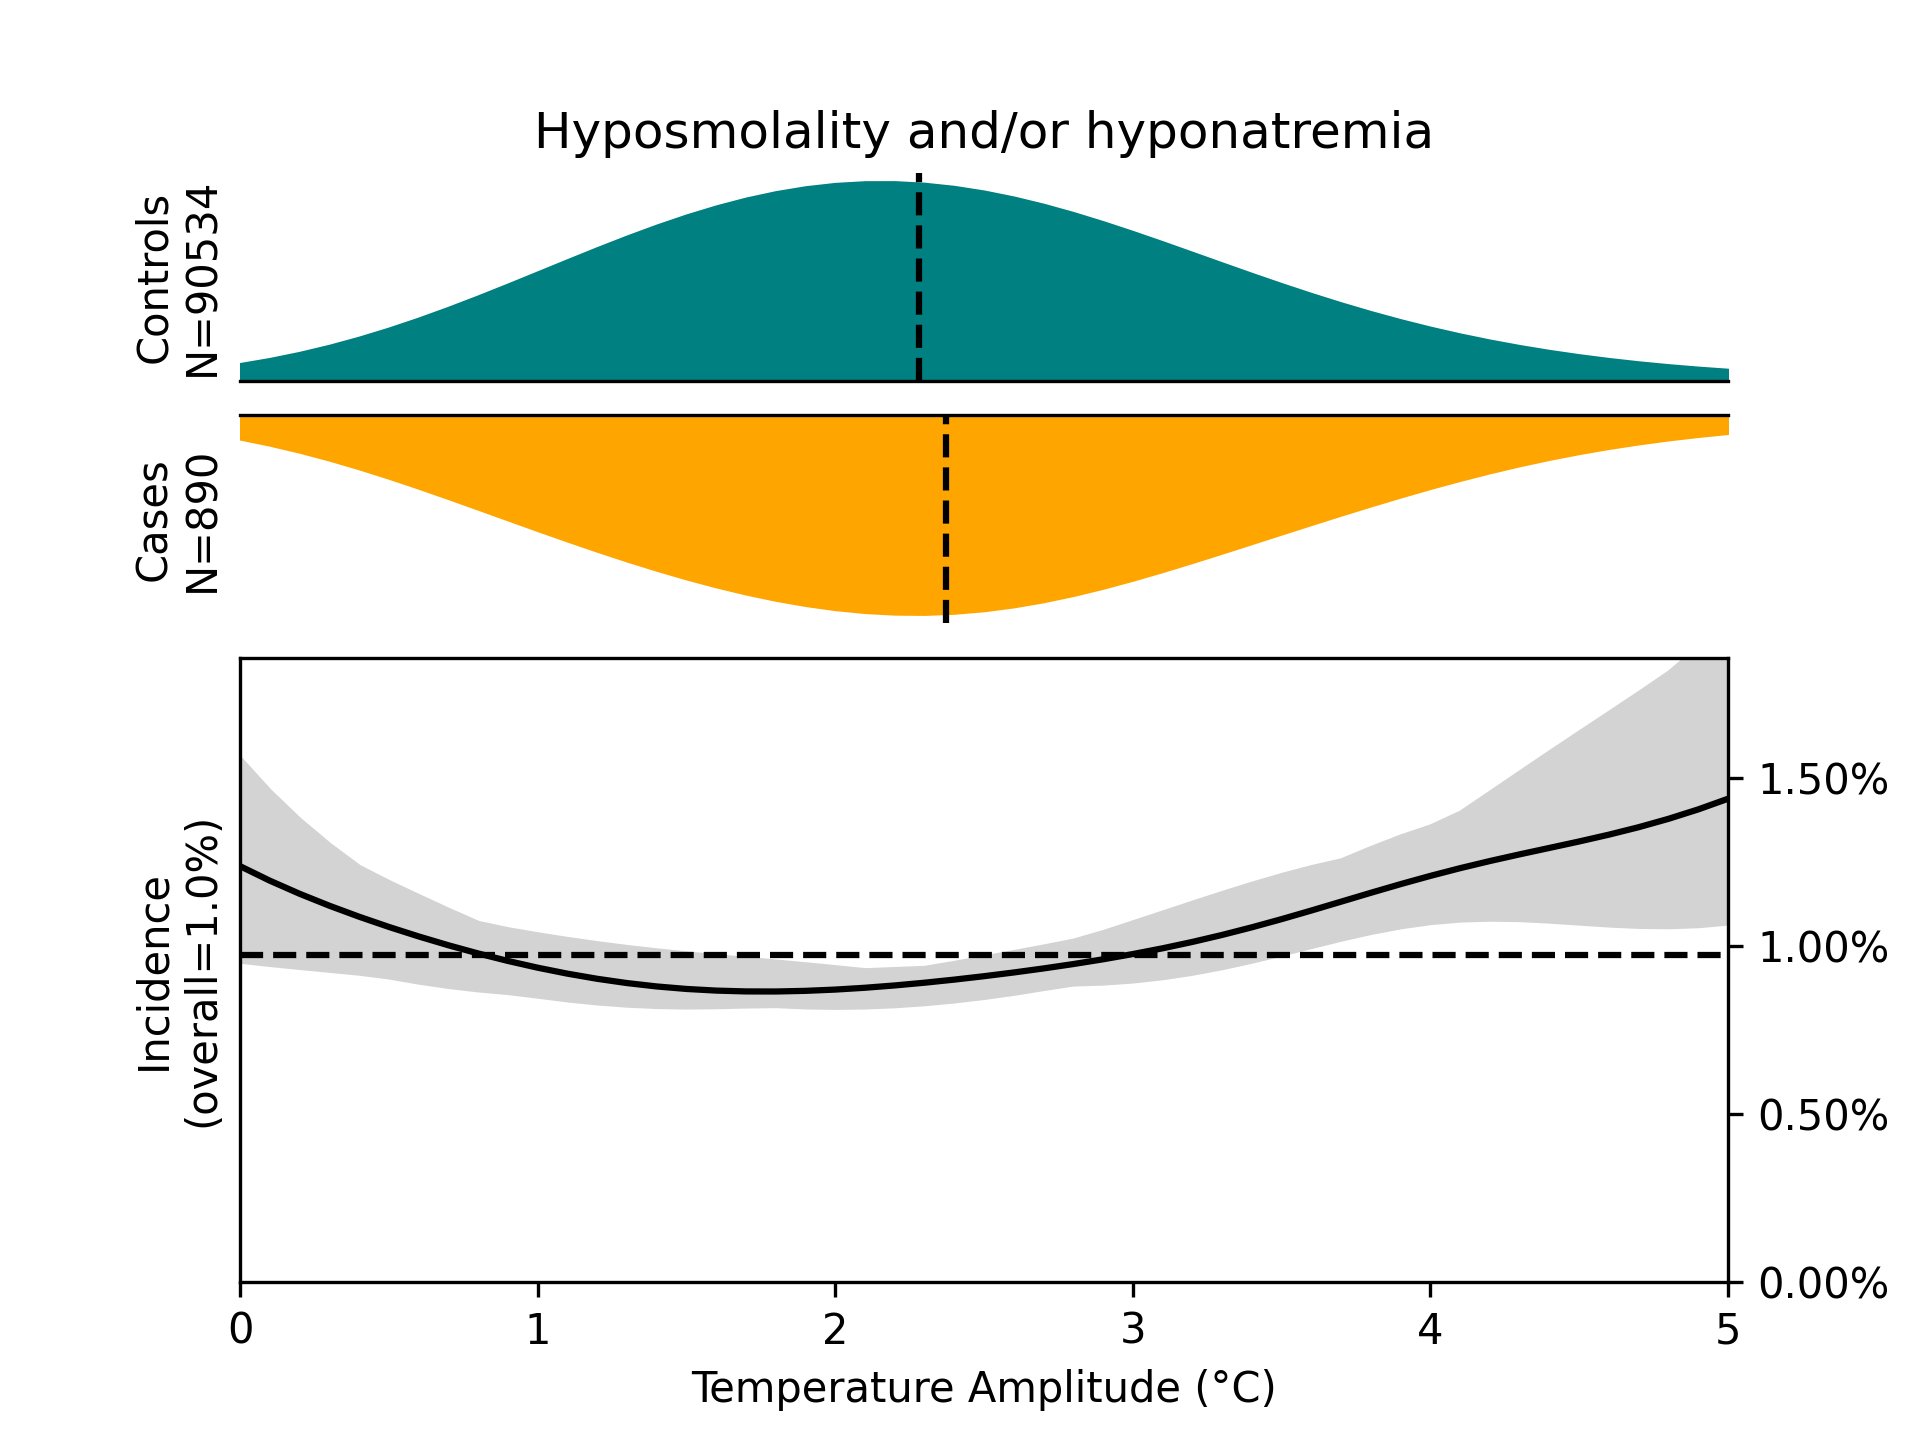 Hyposmolality and/or hyponatremia
Controls
N=90534
Cases
N=890
Incidence
(overall=1.0%)
1.50%
1.00%
0.50%
0.00%
0
1
2
3
4
5
Temperature Amplitude (°C)